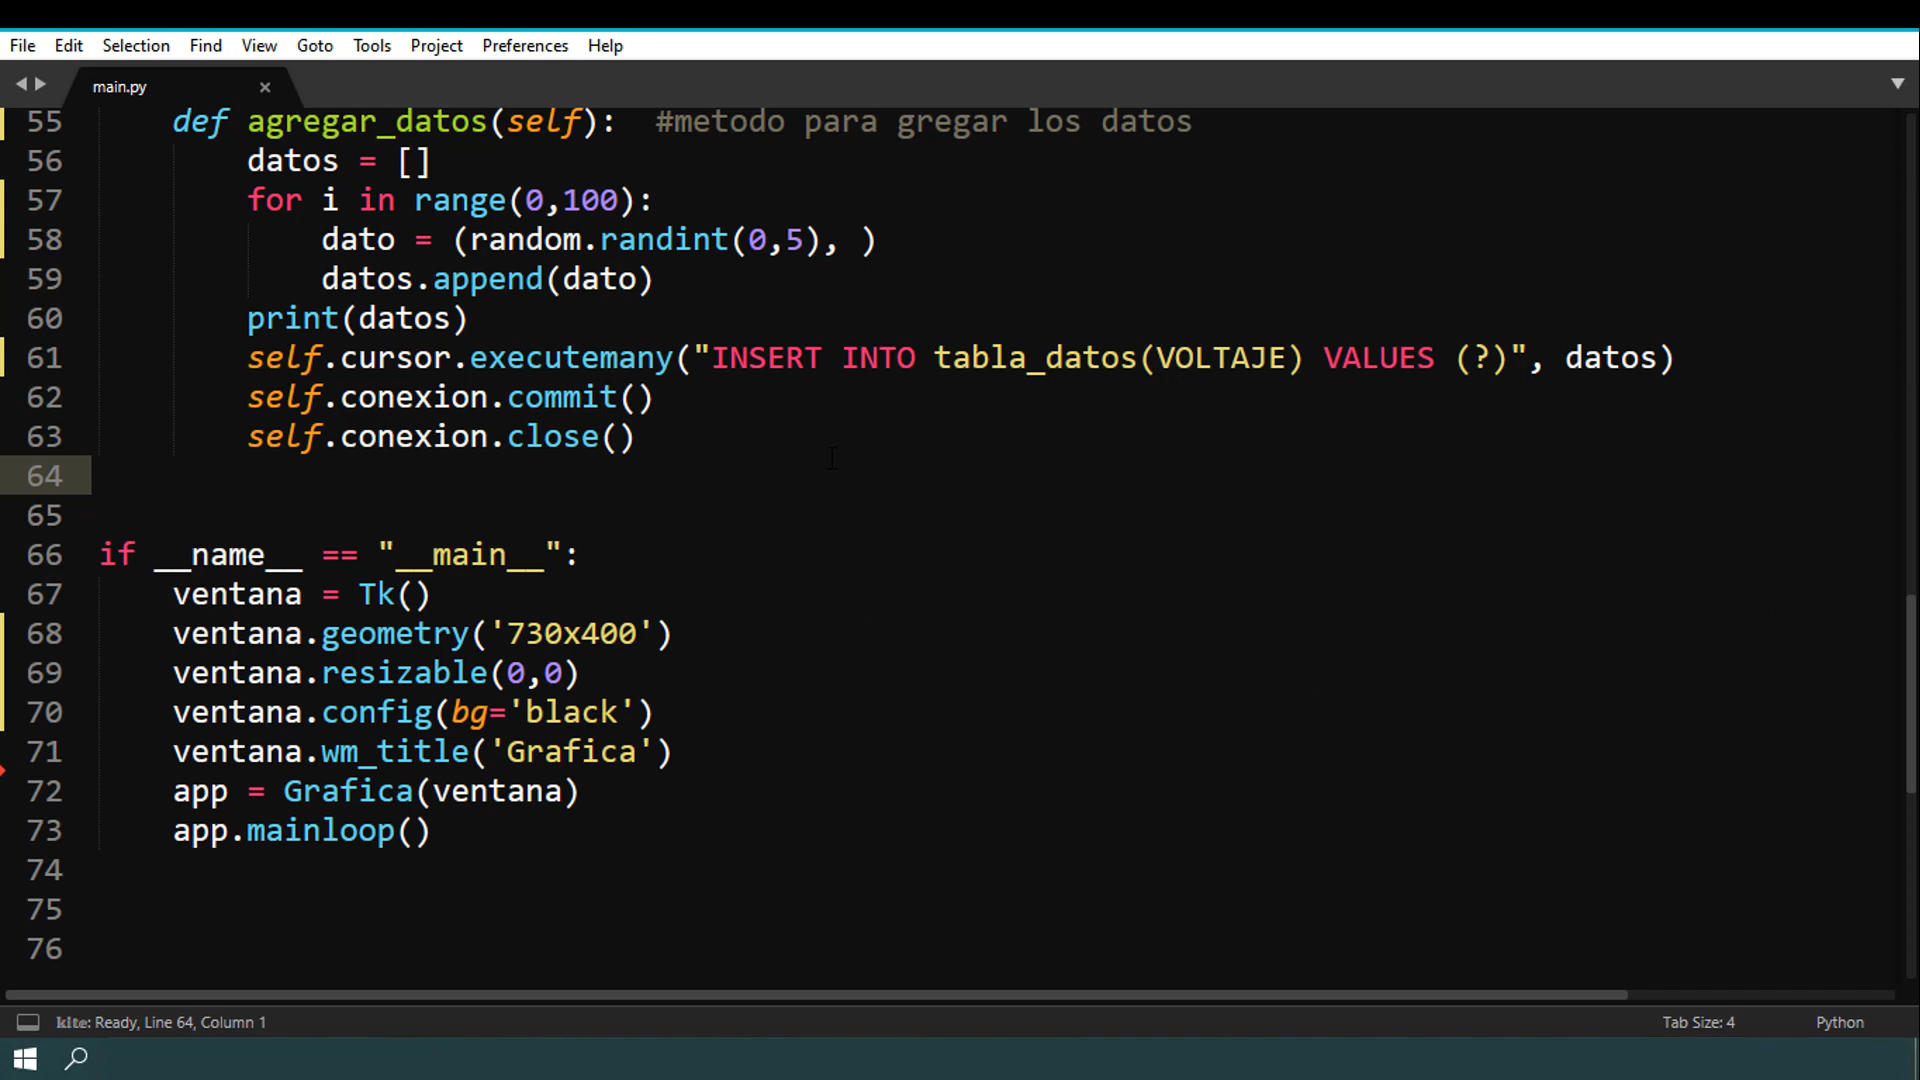 File Edit Selection Find View Goto Tools Project Preferences Help
main.py
55 def agregar_datos(self): #metodo para gregar los datos
56 datos = []
57 for i in range(0,100):
58 dato = (random.randint(0,5), )
59 datos.append(dato)
60 print(datos)
61 self.cursor.executemany("INSERT INTO tabla_datos(VOLTAJE) VALUES (?)", datos)
62 self.conexion.commit()
63 self.conexion.close()
64
65
66 if __name__ == "__main__":
67 ventana = Tk()
68 ventana.geometry('730x400')
69 ventana.resizable(0,0)
70 ventana.config(bg='black')
71 ventana.wm_title('Grafica')
72 app = Grafica(ventana)
73 app.mainloop()
74
75
76
kite: Ready, Line 64, Column 1 Tab Size: 4 Python